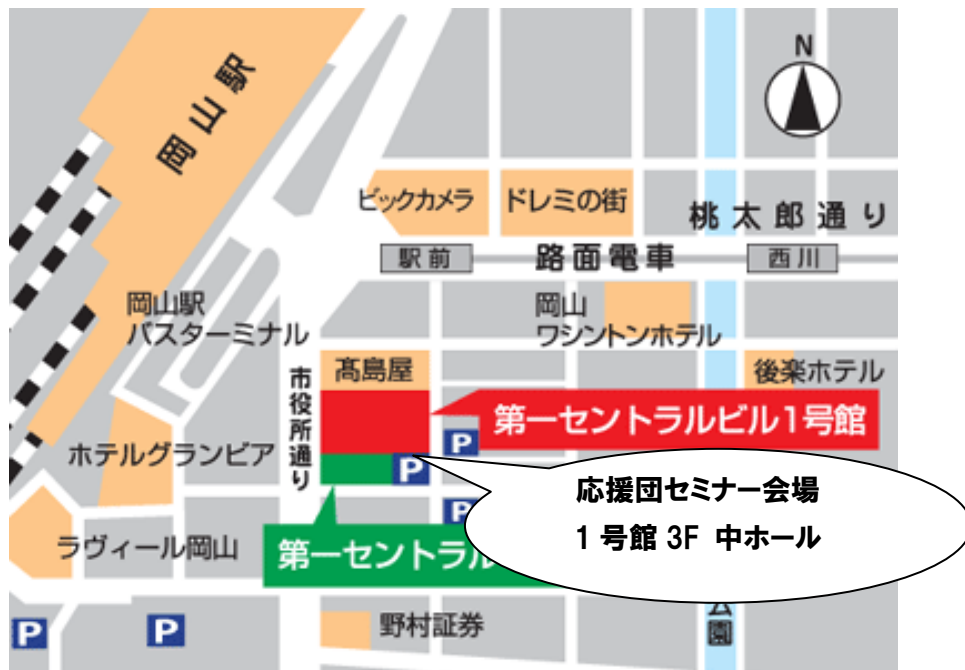 岡山駅
N
ビックカメラ
ドレミの街
桃太郎通り
駅前
路面電車
西川
岡山駅
バスターミナル
岡山
ワシントンホテル
髙島屋
後楽ホテル
市役所通り
第一セントラルビル1号館
P
ホテルグランビア
P
応援団セミナー会場
1号館 3F 中ホール
P
ラヴィール岡山
第一セントラル
公園
P
P
野村証券